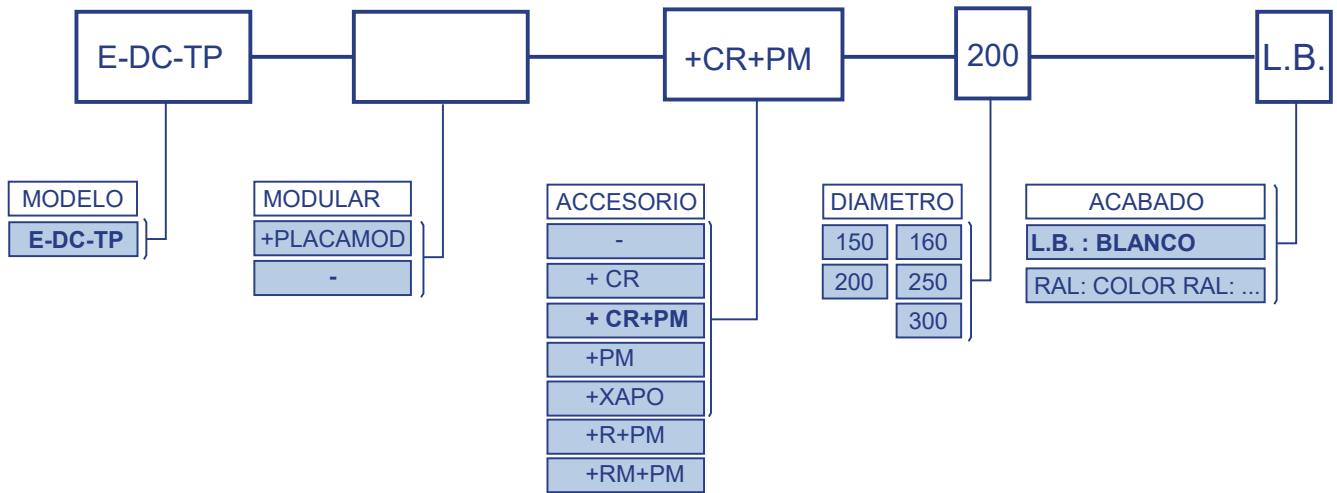 E-DC-TP
+CR+PM
200
L.B.
MODELO
E-DC-TP
MODULAR
+PLACAMOD
-
ACCESORIO
-
+ CR
+ CR+PM
+PM
+XAPO
+R+PM
+RM+PM
DIAMETRO
150 160
200 250
300
ACABADO
L.B. : BLANCO
RAL: COLOR RAL: ...